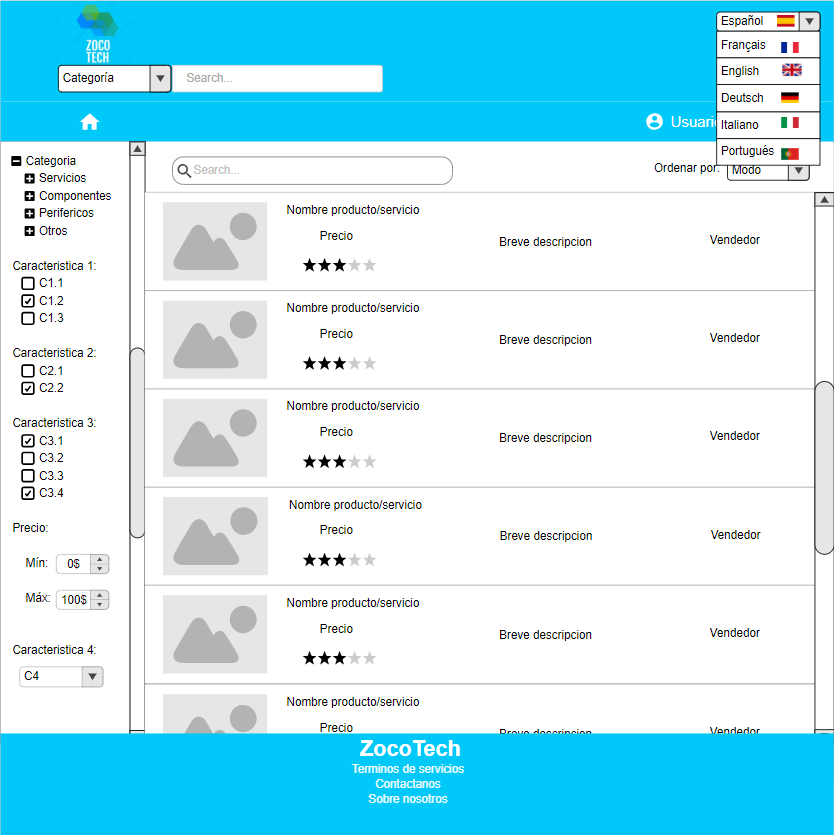 ZOCO
TECH
Español
Français
English
Deutsch
Italiano
Portugués
Categoría
Search...
Usuario
Search...
Ordenar por:
Modo
Categoria
Servicios
Componentes
Perifericos
Otros
Caracteristica 1:
C1.1
C1.2
C1.3
Caracteristica 2:
C2.1
C2.2
Caracteristica 3:
C3.1
C3.2
C3.3
C3.4
Precio:
Mín: 0$
Máx: 100$
Caracteristica 4:
C4
Nombre producto/servicio
Precio
Breve descripcion
Vendedor
Nombre producto/servicio
Precio
Breve descripcion
Vendedor
Nombre producto/servicio
Precio
Breve descripcion
Vendedor
Nombre producto/servicio
Precio
Breve descripcion
Vendedor
Nombre producto/servicio
Precio
Breve descripcion
Vendedor
Nombre producto/servicio
Precio
Breve descripcion
Vendedor
ZocoTech
Terminos de servicios
Contactanos
Sobre nosotros